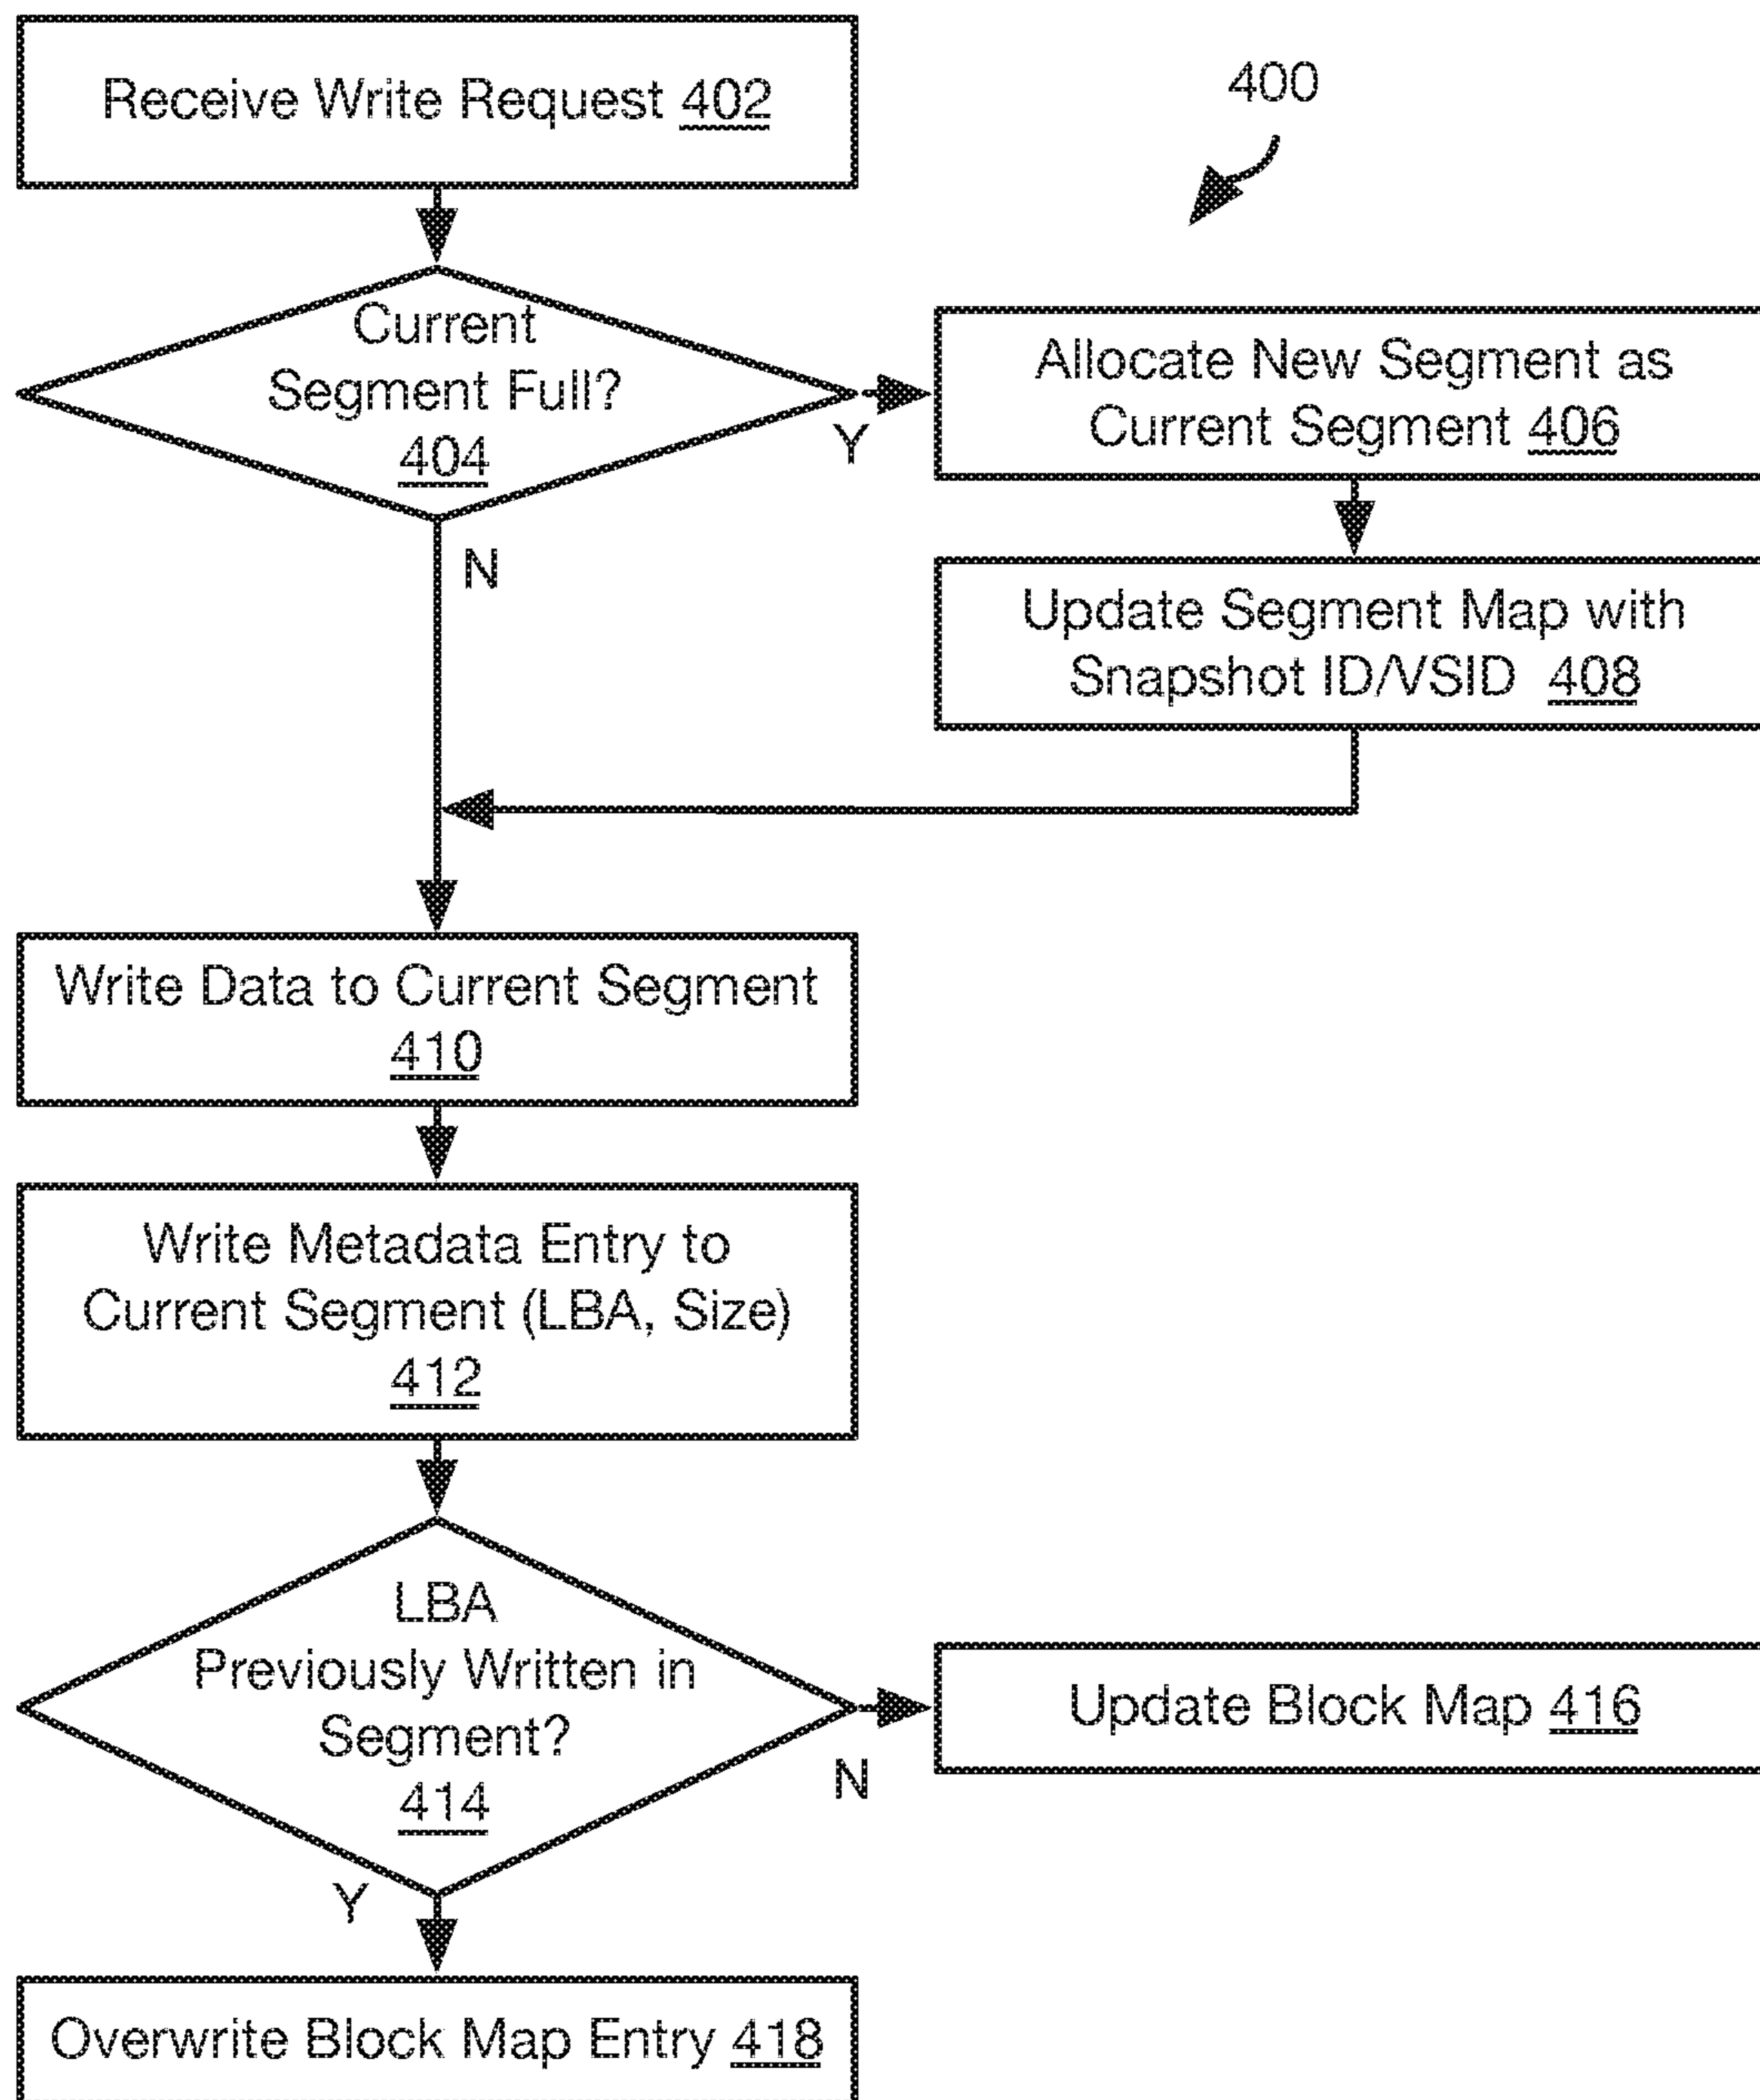 Receive Write Request 402
400
Current
Segment Full?
404
Y
Allocate New Segment as
Current Segment 406
N
Update Segment Map with
Snapshot ID/VSID 408
Write Data to Current Segment
410
Write Metadata Entry to
Current Segment (LBA, Size)
412
LBA
Previously Written in
Segment?
414
N
Update Block Map 416
Y
Overwrite Block Map Entry 418